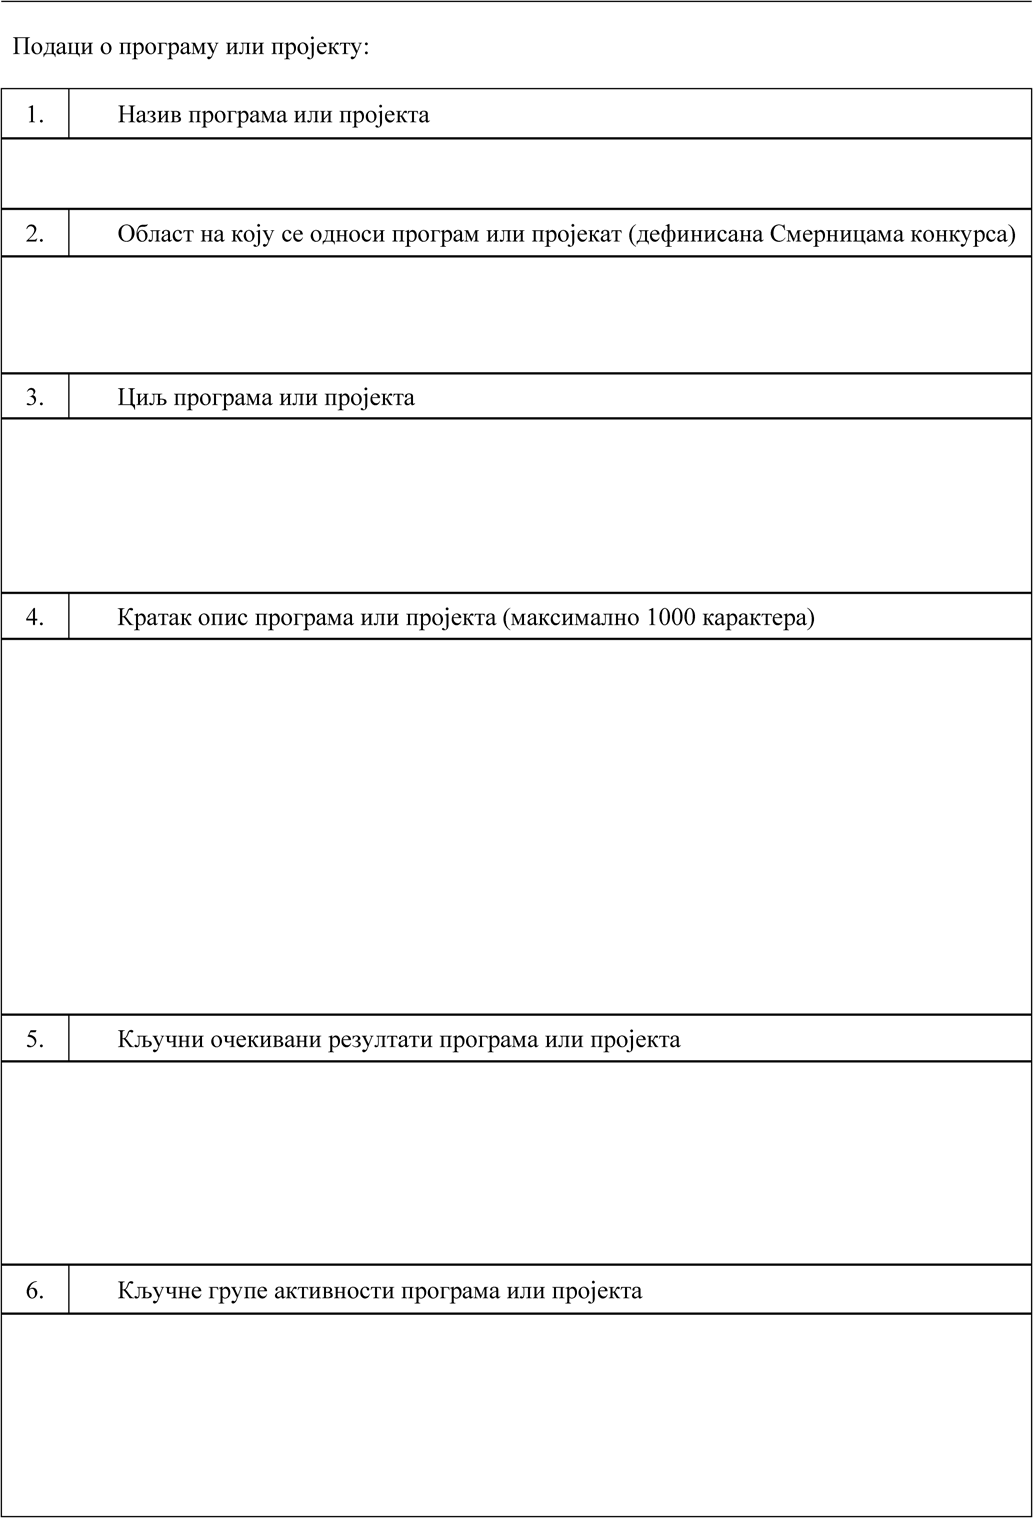 Подаци о програму или пројекту:
1. Назив програма или пројекта
2. Област на коју се односи програм или пројекат (дефинисана Смерницама конкурса)
3. Циљ програма или пројекта
4. Кратак опис програма или пројекта (максимално 1000 карактера)
5. Кључни очекивани резултати програма или пројекта
6. Кључне групе активности програма или пројекта